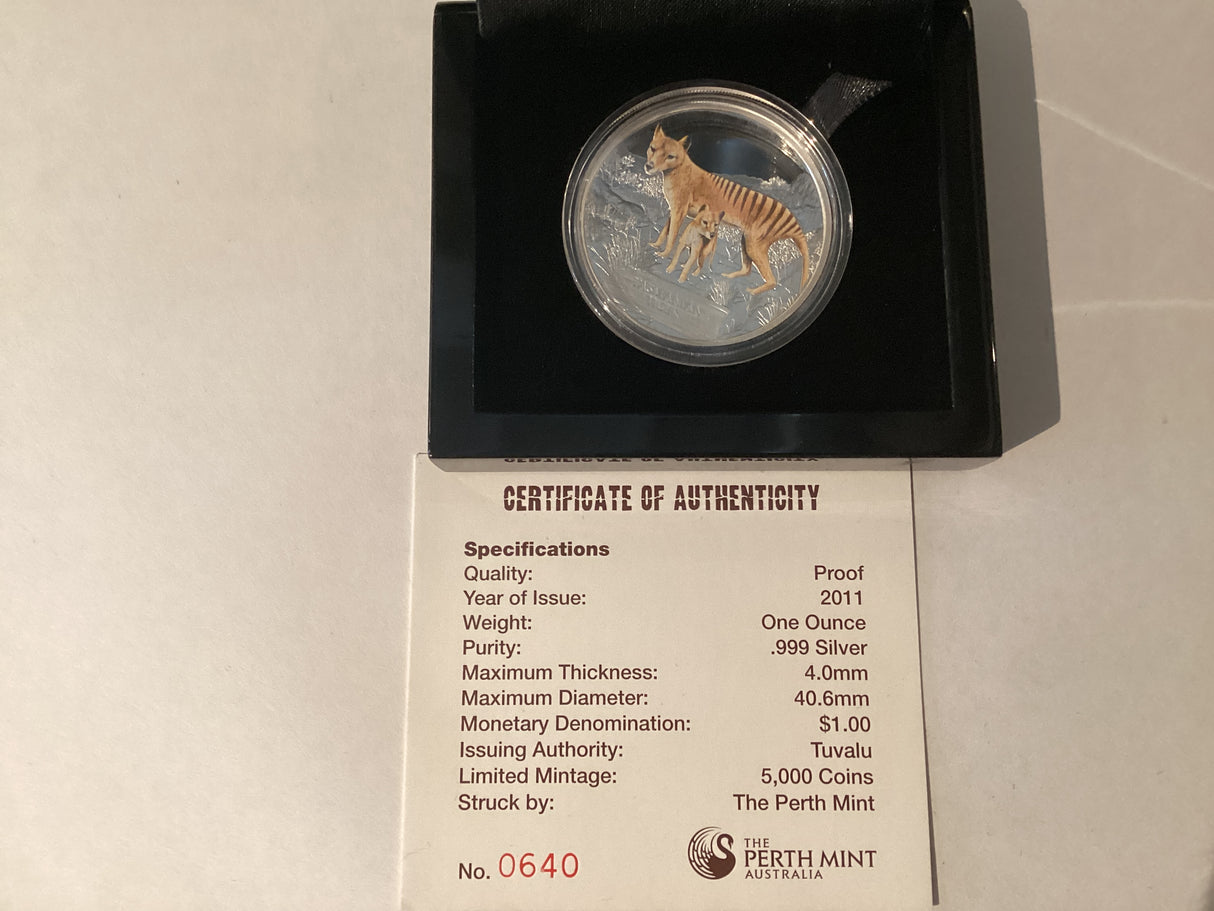 CERTIFICATE OF AUTHENTICITY
Specifications
Quality: Proof
Year of Issue: 2011
Weight: One Ounce
Purity: .999 Silver
Maximum Thickness: 4.0mm
Maximum Diameter: 40.6mm
Monetary Denomination: $1.00
Issuing Authority: Tuvalu
Limited Mintage: 5,000 Coins
Struck by: The Perth Mint
No. 0640
THE
PERTH MINT
AUSTRALIA